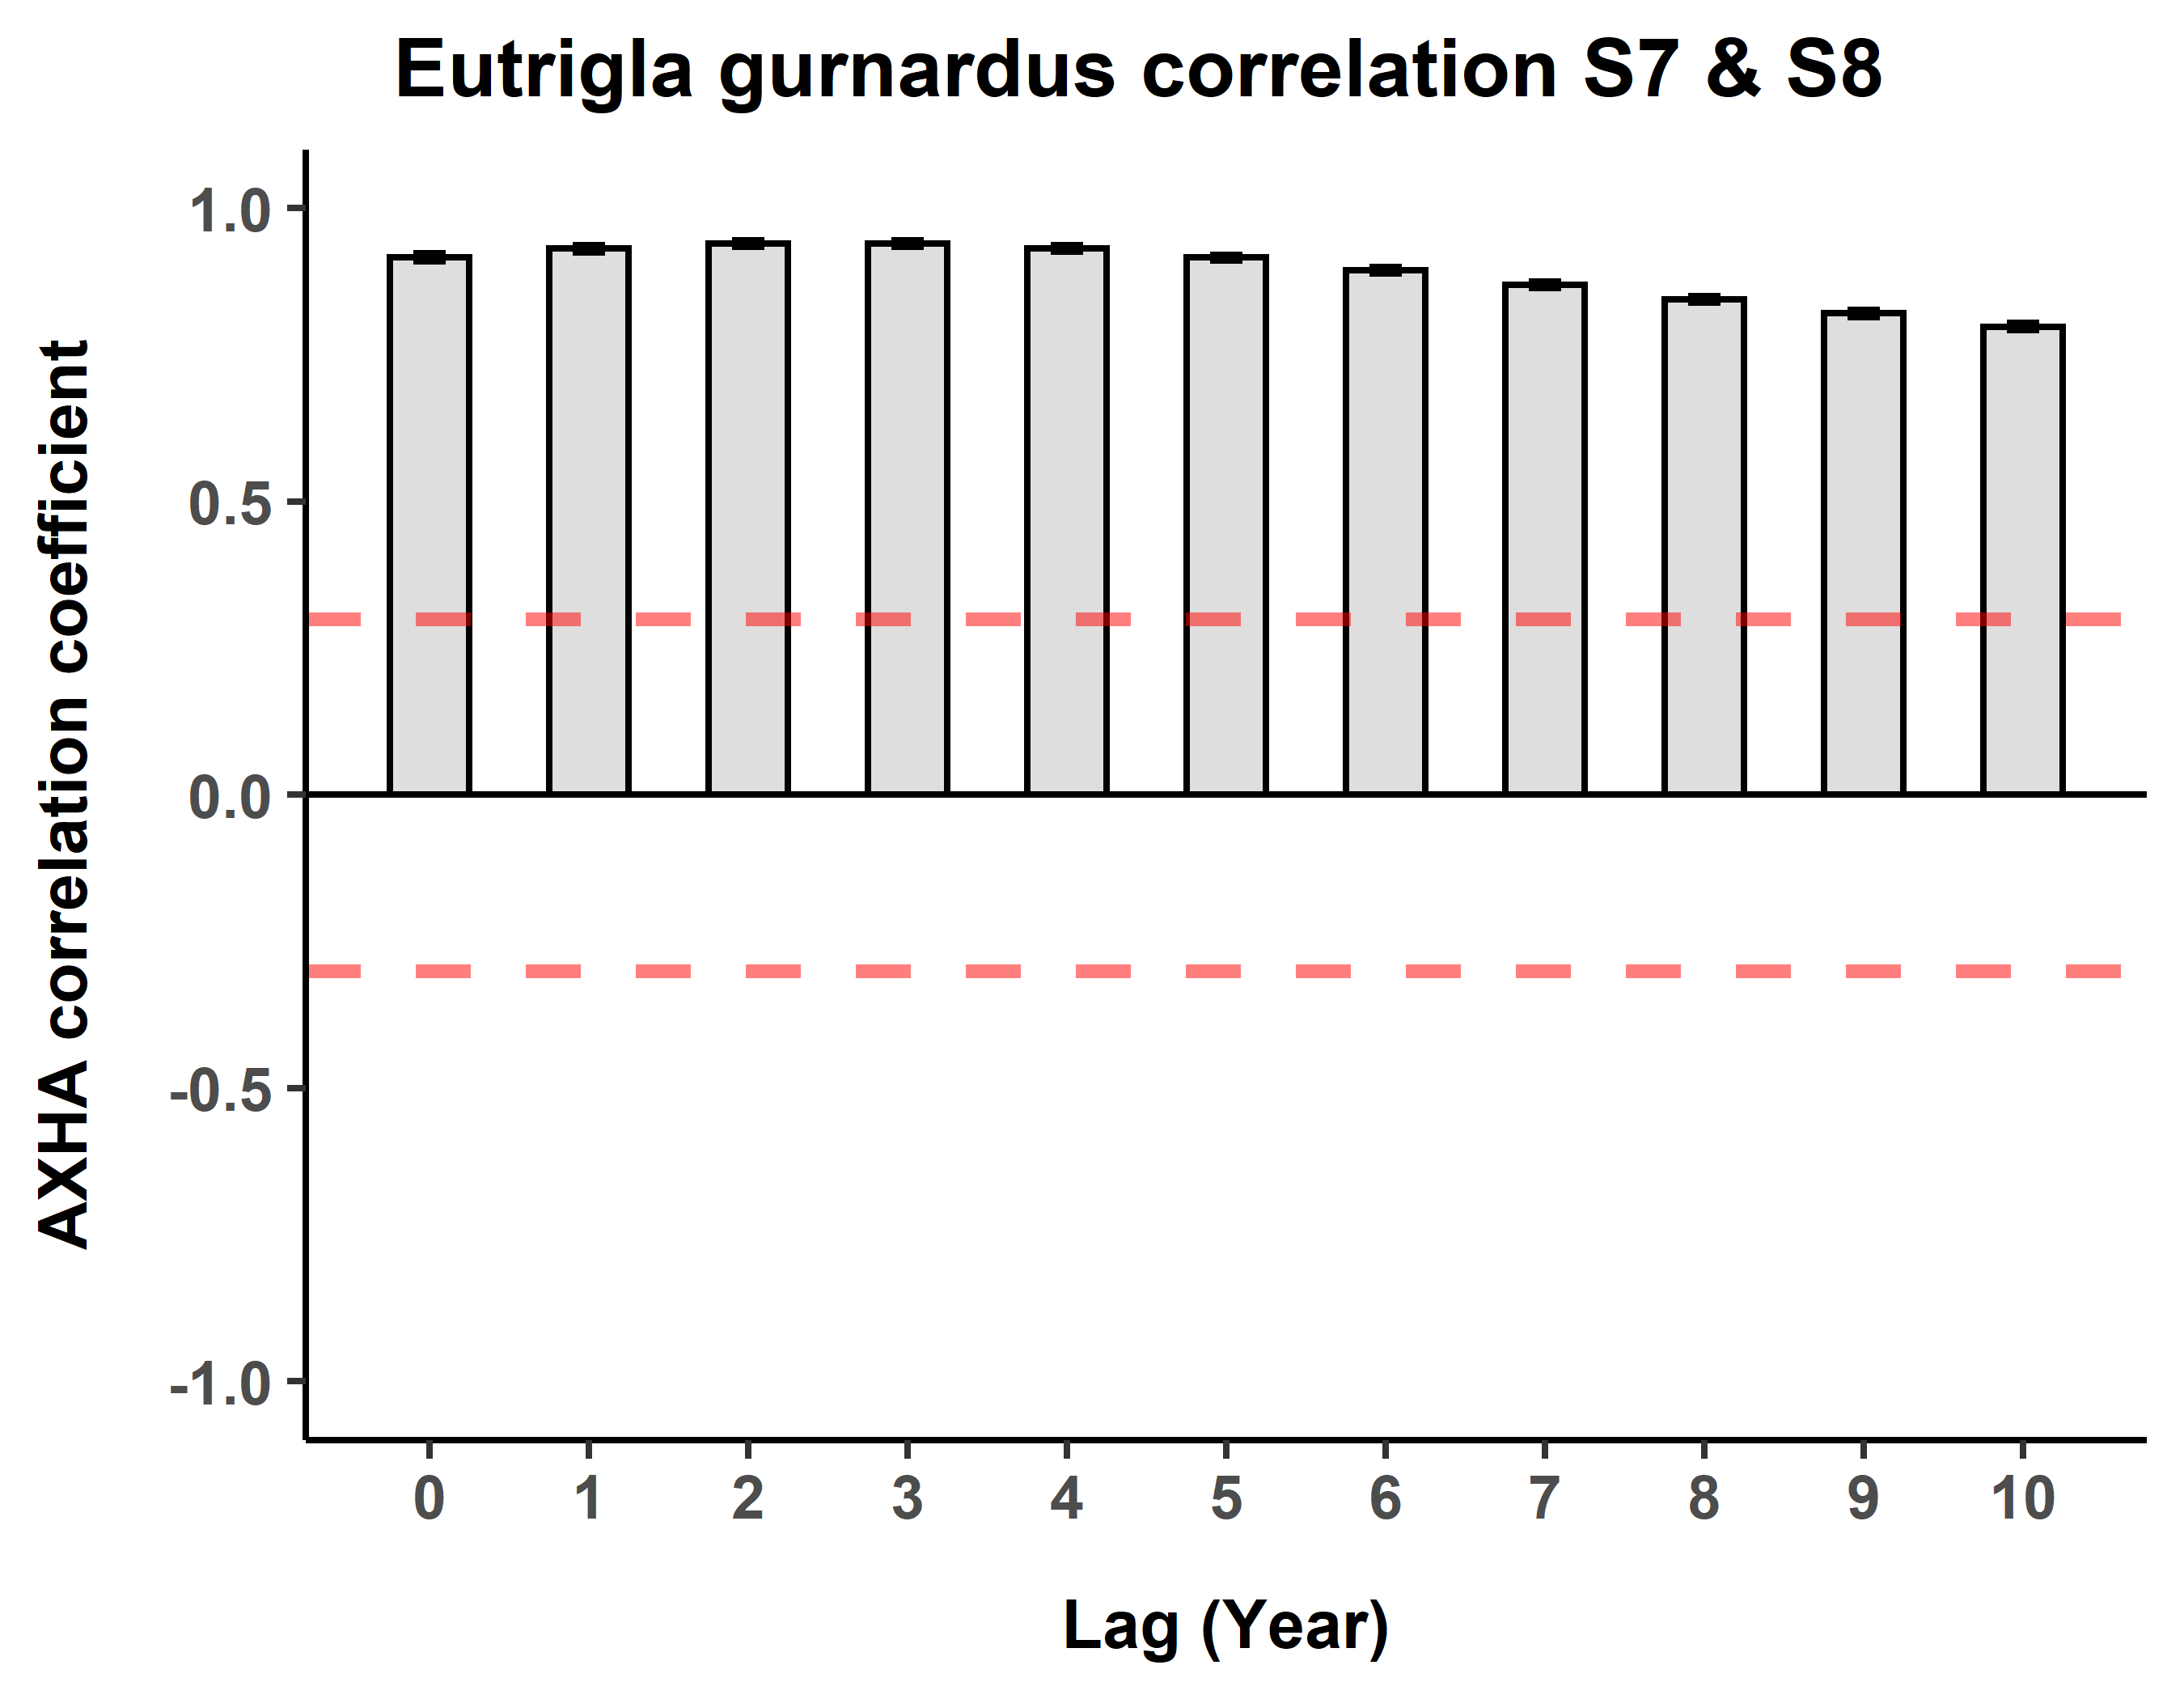 Eutrigla gurnardus correlation S7 & S8
AXHA correlation coefficient
1.0
0.5
0.0
-0.5
-1.0
0 1 2 3 4 5 6 7 8 9 10
Lag (Year)